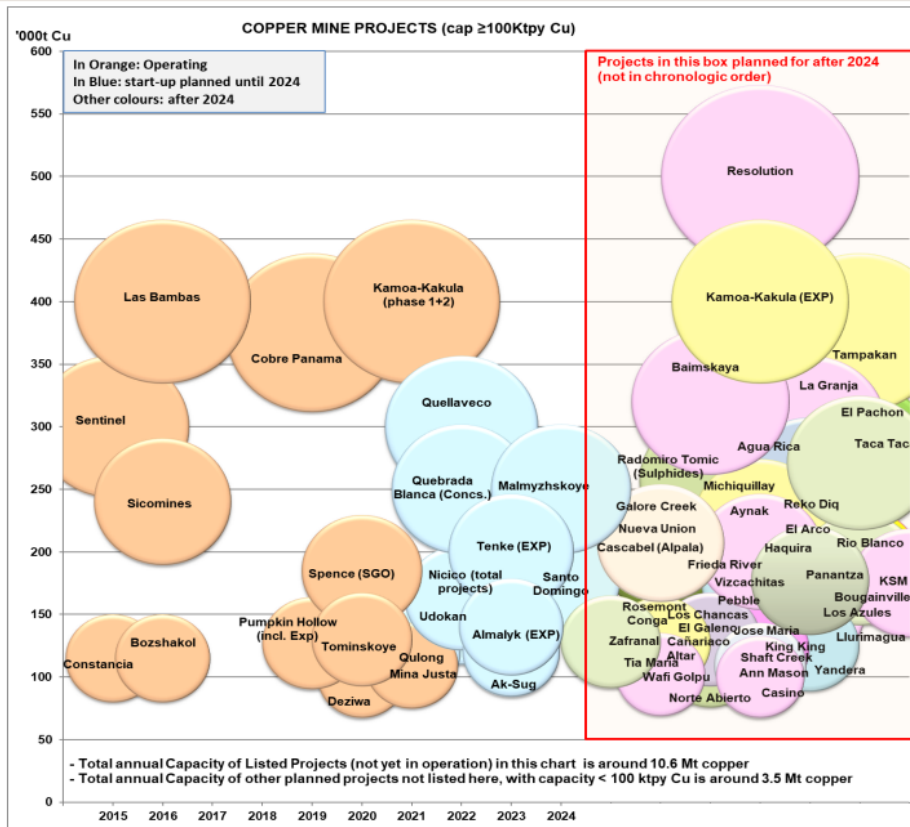 COPPER MINE PROJECTS (cap ≥100Ktpy Cu)
'000t Cu
600
550
500
450
400
350
300
250
200
150
100
50
0
In Orange: Operating
In Blue: start-up planned until 2024
Other colours: after 2024
Projects in this box planned for after 2024
(not in chronologic order)
Resolution
Las Bambas
Kamoa-Kakula
(phase 1+2)
Kamoa-Kakula (EXP)
Cobre Panama
Tampakan
Baimskaya
La Granja
Sentinel
Quellaveco
El Pachon
Agua Rica
Taca Taca
Radomiro Tomic
(Sulphides)
Sicomines
Quebrada
Blanca (Concs.)
Malmyzhskoye
Michiquillay
Galore Creek
Aynak
Reko Diq
Nueva Union
El Arco
Cascabel (Alpala)
Haquira
Rio Blanco
Tenke (EXP)
Spence (SGO)
Nicico (total
projects)
Santo
Domingo
Frieda River
Vizcachitas
Panantza
KSM
Pebble
Bougainville
Udokan
Rosemont
Los Chancas
Los Azules
Conga
Pumpkin Hollow
(incl. Exp)
Tominskoye
Almalyk (EXP)
El Galeno
Jose Maria
Zafranal
Cañariaco
Llurimagua
Constancia
Bozshakol
Qulong
Altar
King King
Tia Maria
Shaft Creek
Mina Justa
Wafi Golpu
Ann Mason
Yandera
Ak-Sug
Deziwa
Norte Abierto
Casino
- Total annual Capacity of Listed Projects (not yet in operation) in this chart is around 10.6 Mt copper
- Total annual Capacity of other planned projects not listed here, with capacity < 100 ktpy Cu is around 3.5 Mt copper
2015 2016 2017 2018 2019 2020 2021 2022 2023 2024